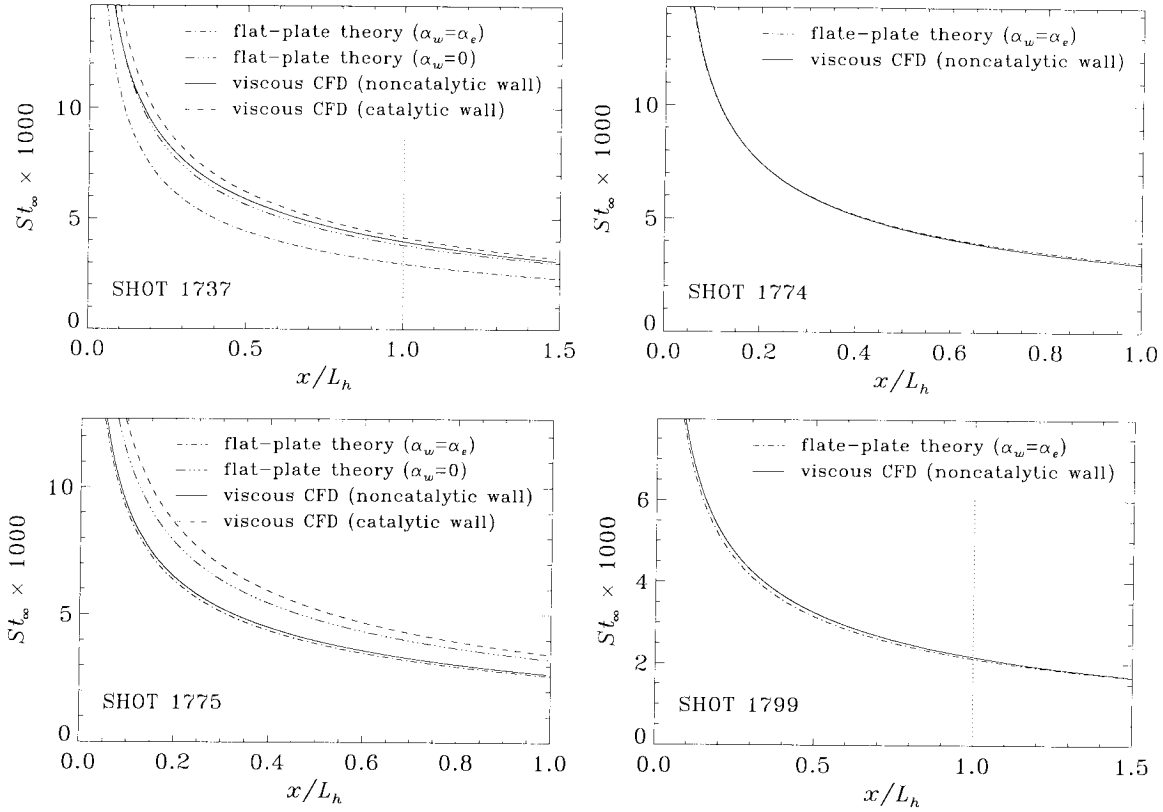 flat-plate theory (α_w=α_e)
flat-plate theory (α_w=0)
viscous CFD (noncatalytic wall)
viscous CFD (catalytic wall)
St_∞ × 1000
10
5
0
SHOT 1737
0.0 0.5 1.0 1.5
x/L_h
flate-plate theory (α_w=α_e)
viscous CFD (noncatalytic wall)
St_∞ × 1000
10
5
0
SHOT 1774
0.0 0.2 0.4 0.6 0.8 1.0
x/L_h
flat-plate theory (α_w=α_e)
flat-plate theory (α_w=0)
viscous CFD (noncatalytic wall)
viscous CFD (catalytic wall)
St_∞ × 1000
10
5
0
SHOT 1775
0.0 0.2 0.4 0.6 0.8 1.0
x/L_h
flate-plate theory (α_w=α_e)
viscous CFD (noncatalytic wall)
St_∞ × 1000
6
4
2
0
SHOT 1799
0.0 0.5 1.0 1.5
x/L_h